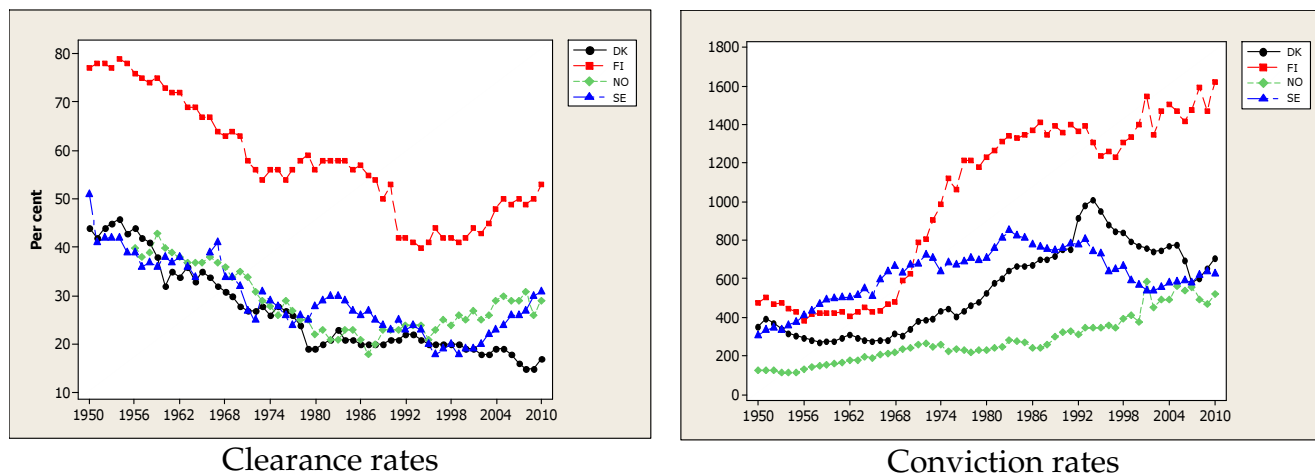 80
70
60
50
40
30
20
10
Per cent
1950 1956 1962 1968 1974 1980 1986 1992 1998 2004 2010
DK
FI
NO
SE
Clearance rates
1800
1600
1400
1200
1000
800
600
400
200
0
1950 1956 1962 1968 1974 1980 1986 1992 1998 2004 2010
DK
FI
NO
SE
Conviction rates